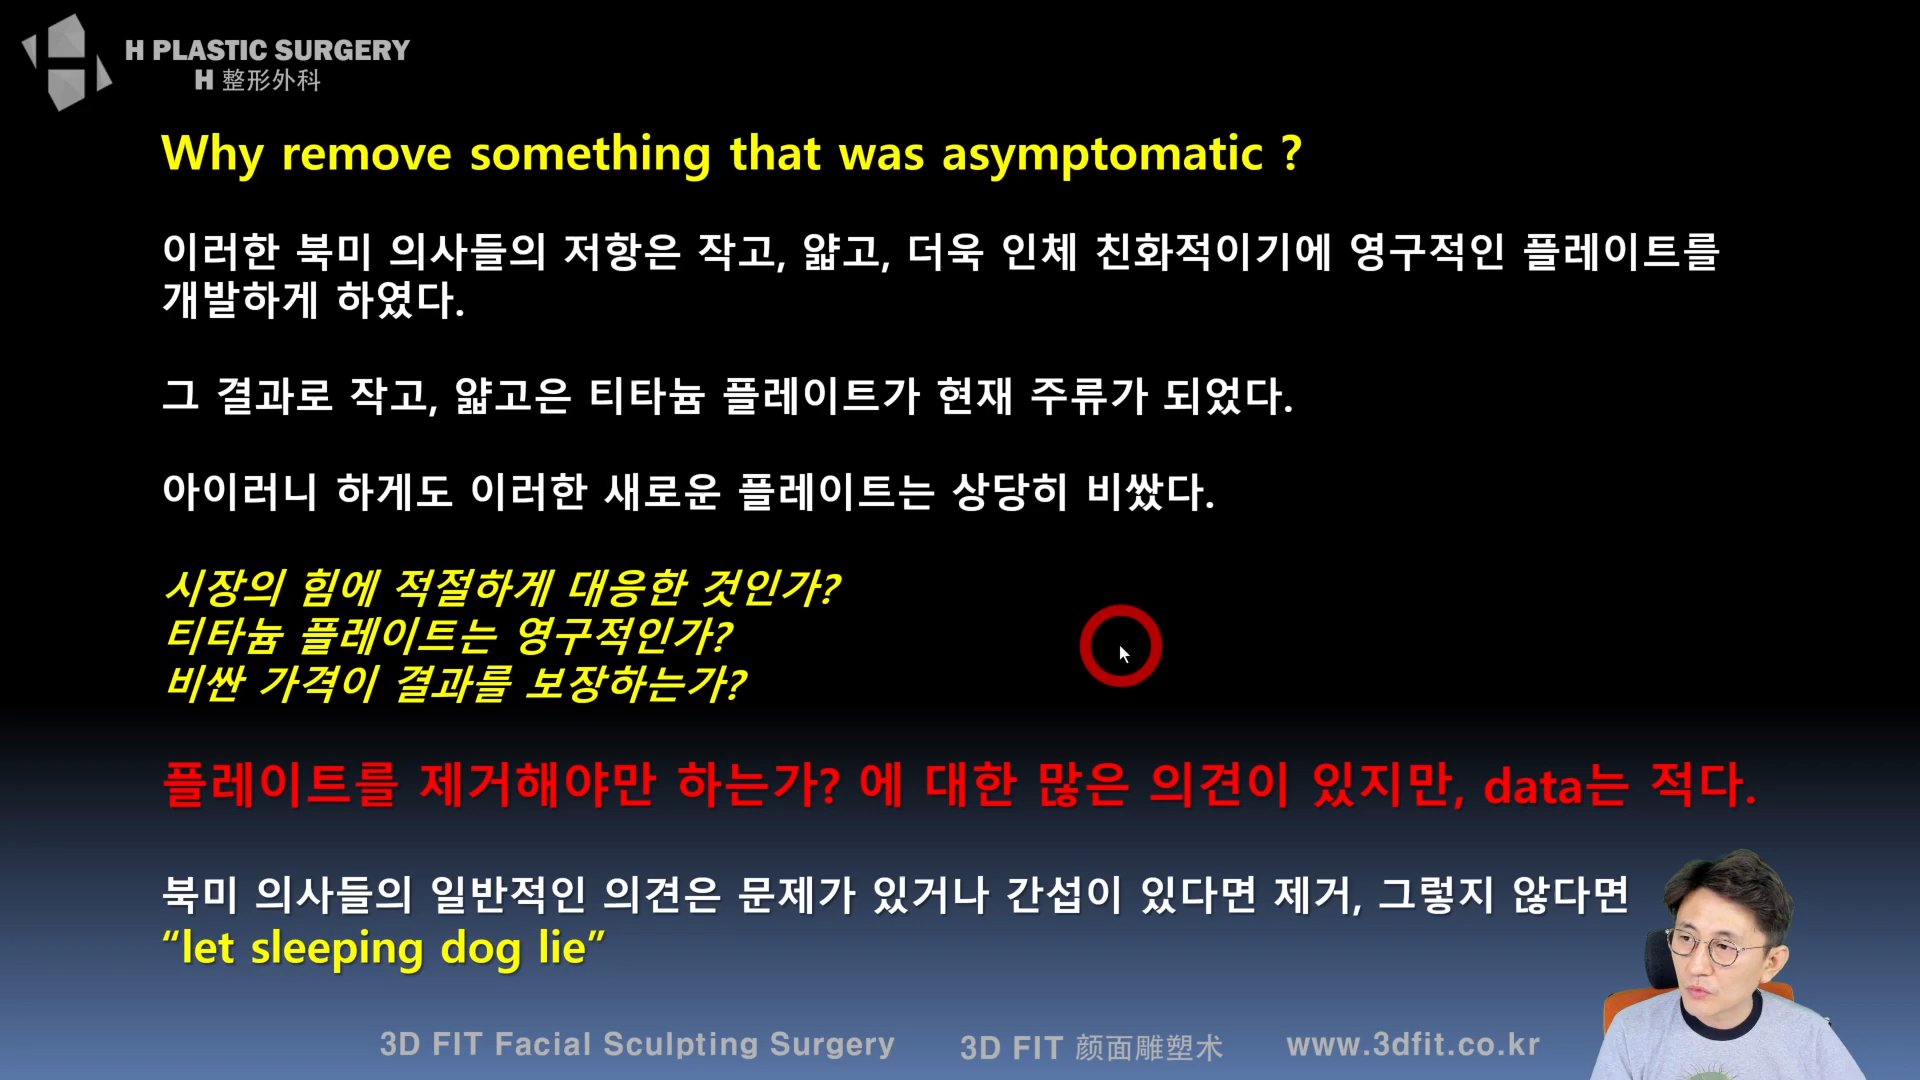 H PLASTIC SURGERY
H 整形外科
Why remove something that was asymptomatic ?
이러한 북미 의사들의 저항은 작고, 얇고, 더욱 인체 친화적이기에 영구적인 플레이트를
개발하게 하였다.
그 결과로 작고, 얇고은 티타늄 플레이트가 현재 주류가 되었다.
아이러니 하게도 이러한 새로운 플레이트는 상당히 비쌌다.
시장의 힘에 적절하게 대응한 것인가?
티타늄 플레이트는 영구적인가?
비싼 가격이 결과를 보장하는가?
플레이트를 제거해야만 하는가? 에 대한 많은 의견이 있지만, data는 적다.
북미 의사들의 일반적인 의견은 문제가 있거나 간섭이 있다면 제거, 그렇지 않다면
“let sleeping dog lie”
3D FIT Facial Sculpting Surgery 3D FIT 颜面雕塑术 www.3dfit.co.kr